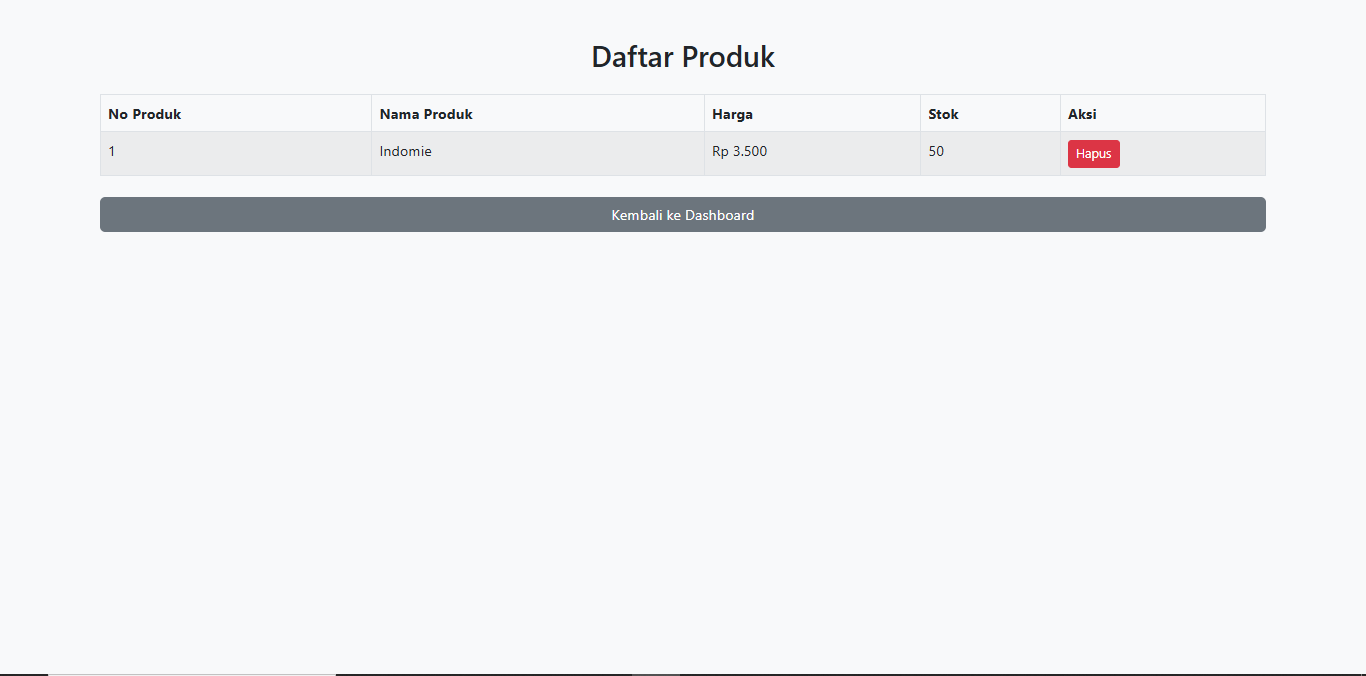 Daftar Produk
No Produk Nama Produk Harga Stok Aksi
1 Indomie Rp 3.500 50 Hapus
Kembali ke Dashboard